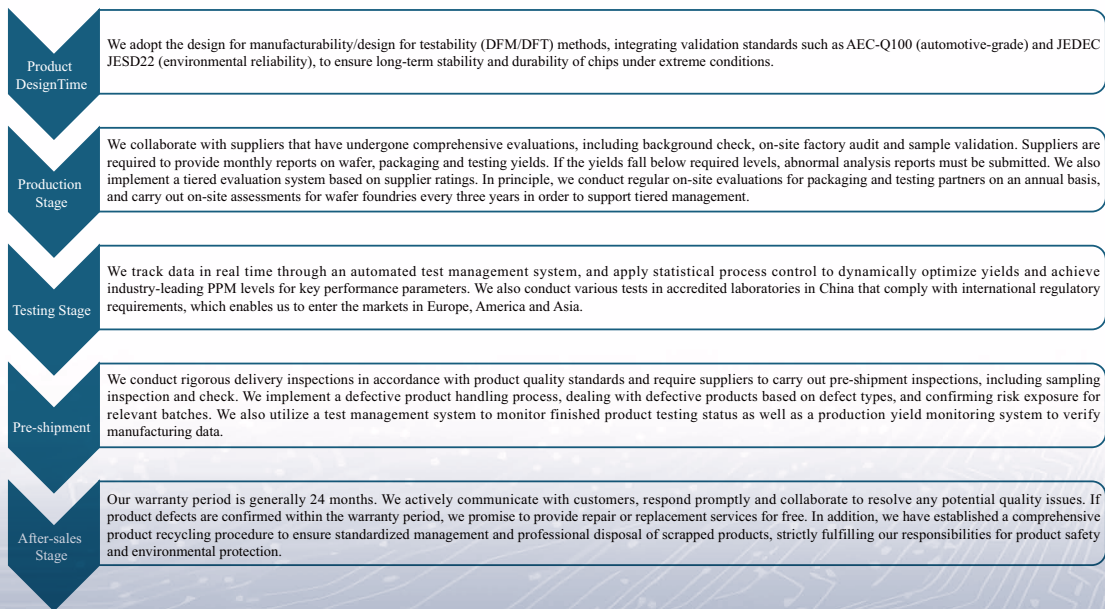 Product
DesignTime
We adopt the design for manufacturability/design for testability (DFM/DFT) methods, integrating validation standards such as AEC-Q100 (automotive-grade) and JEDEC
JESD22 (environmental reliability), to ensure long-term stability and durability of chips under extreme conditions.
Production
Stage
We collaborate with suppliers that have undergone comprehensive evaluations, including background check, on-site factory audit and sample validation. Suppliers are
required to provide monthly reports on wafer, packaging and testing yields. If the yields fall below required levels, abnormal analysis reports must be submitted. We also
implement a tiered evaluation system based on supplier ratings. In principle, we conduct regular on-site evaluations for packaging and testing partners on an annual basis,
and carry out on-site assessments for wafer foundries every three years in order to support tiered management.
Testing Stage
We track data in real time through an automated test management system, and apply statistical process control to dynamically optimize yields and achieve
industry-leading PPM levels for key performance parameters. We also conduct various tests in accredited laboratories in China that comply with international regulatory
requirements, which enables us to enter the markets in Europe, America and Asia.
Pre-shipment
We conduct rigorous delivery inspections in accordance with product quality standards and require suppliers to carry out pre-shipment inspections, including sampling
inspection and check. We implement a defective product handling process, dealing with defective products based on defect types, and confirming risk exposure for
relevant batches. We also utilize a test management system to monitor finished product testing status as well as a production yield monitoring system to verify
manufacturing data.
After-sales
Stage
Our warranty period is generally 24 months. We actively communicate with customers, respond promptly and collaborate to resolve any potential quality issues. If
product defects are confirmed within the warranty period, we promise to provide repair or replacement services for free. In addition, we have established a comprehensive
product recycling procedure to ensure standardized management and professional disposal of scrapped products, strictly fulfilling our responsibilities for product safety
and environmental protection.